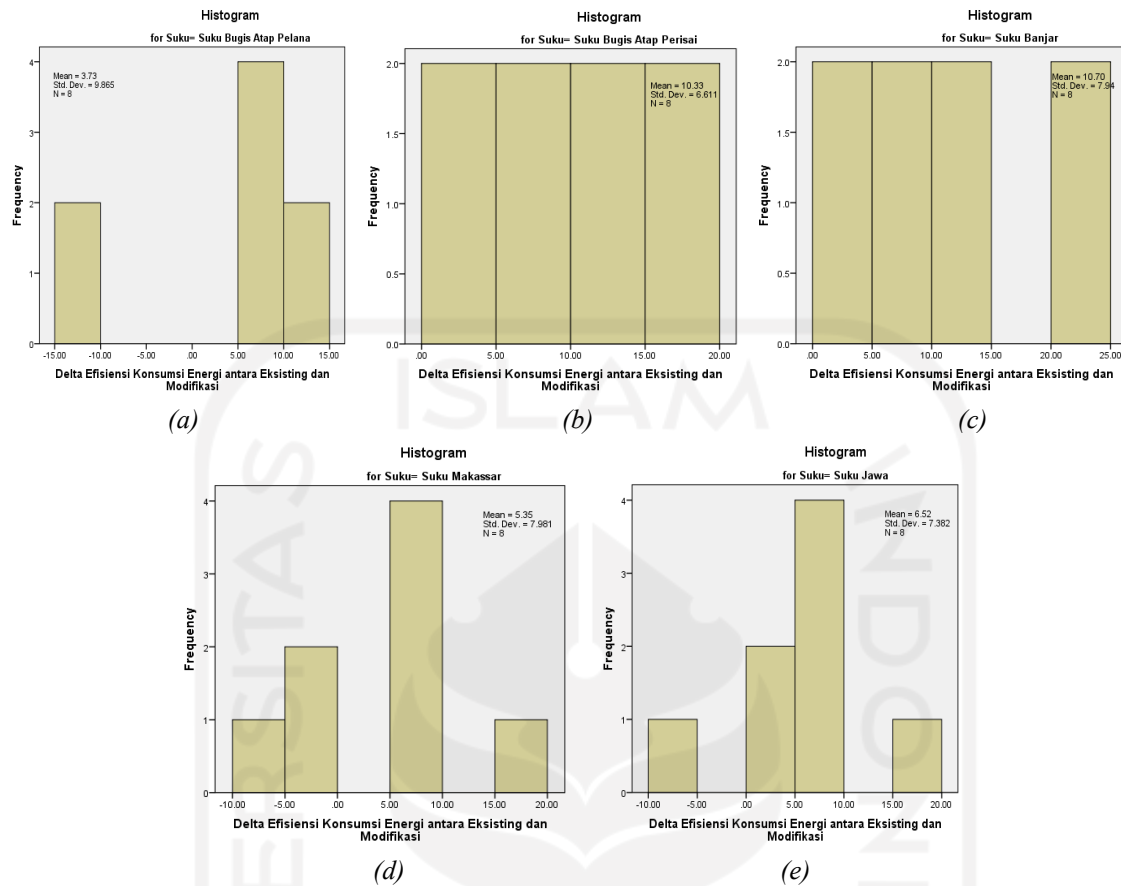 Histogram
for Suku= Suku Bugis Atap Pelana
Mean = 3.73
Std. Dev. = 9.865
N = 8
4
3
2
1
0
Frequency
-15.00 -10.00 -5.00 .00 5.00 10.00 15.00
Delta Efisiensi Konsumsi Energi antara Eksisting dan
Modifikasi
(a)
Histogram
for Suku= Suku Bugis Atap Perisai
Mean = 10.33
Std. Dev. = 6.611
N = 8
2.0
1.5
1.0
0.5
0.0
Frequency
.00 5.00 10.00 15.00 20.00
Delta Efisiensi Konsumsi Energi antara Eksisting dan
Modifikasi
(b)
Histogram
for Suku= Suku Banjar
Mean = 10.70
Std. Dev. = 7.94
N = 8
2.0
1.5
1.0
0.5
0.0
Frequency
.00 5.00 10.00 15.00 20.00 25.00
Delta Efisiensi Konsumsi Energi antara Eksisting dan
Modifikasi
(c)
Histogram
for Suku= Suku Makassar
Mean = 5.35
Std. Dev. = 7.981
N = 8
4
3
2
1
0
Frequency
-10.00 -5.00 .00 5.00 10.00 15.00 20.00
Delta Efisiensi Konsumsi Energi antara Eksisting dan
Modifikasi
(d)
Histogram
for Suku= Suku Jawa
Mean = 6.52
Std. Dev. = 7.382
N = 8
4
3
2
1
0
Frequency
-10.00 -5.00 .00 5.00 10.00 15.00 20.00
Delta Efisiensi Konsumsi Energi antara Eksisting dan
Modifikasi
(e)
ISLAM